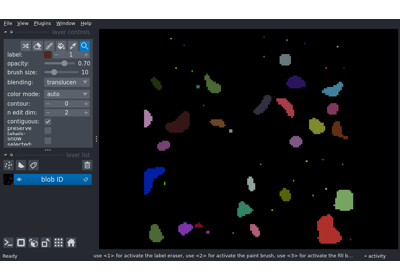 File View Plugins Window Help
layer controls
label: 1
opacity: 0.70
brush size: 10
blending: translucen
color mode: auto
contour: 0
n edit dim: 2
contiguous:
preserve labels:
show selected:
layer list
blob ID
Ready
use <1> for activate the label eraser, use <2> for activate the paint brush, use <3> for activate the fill b...
activity